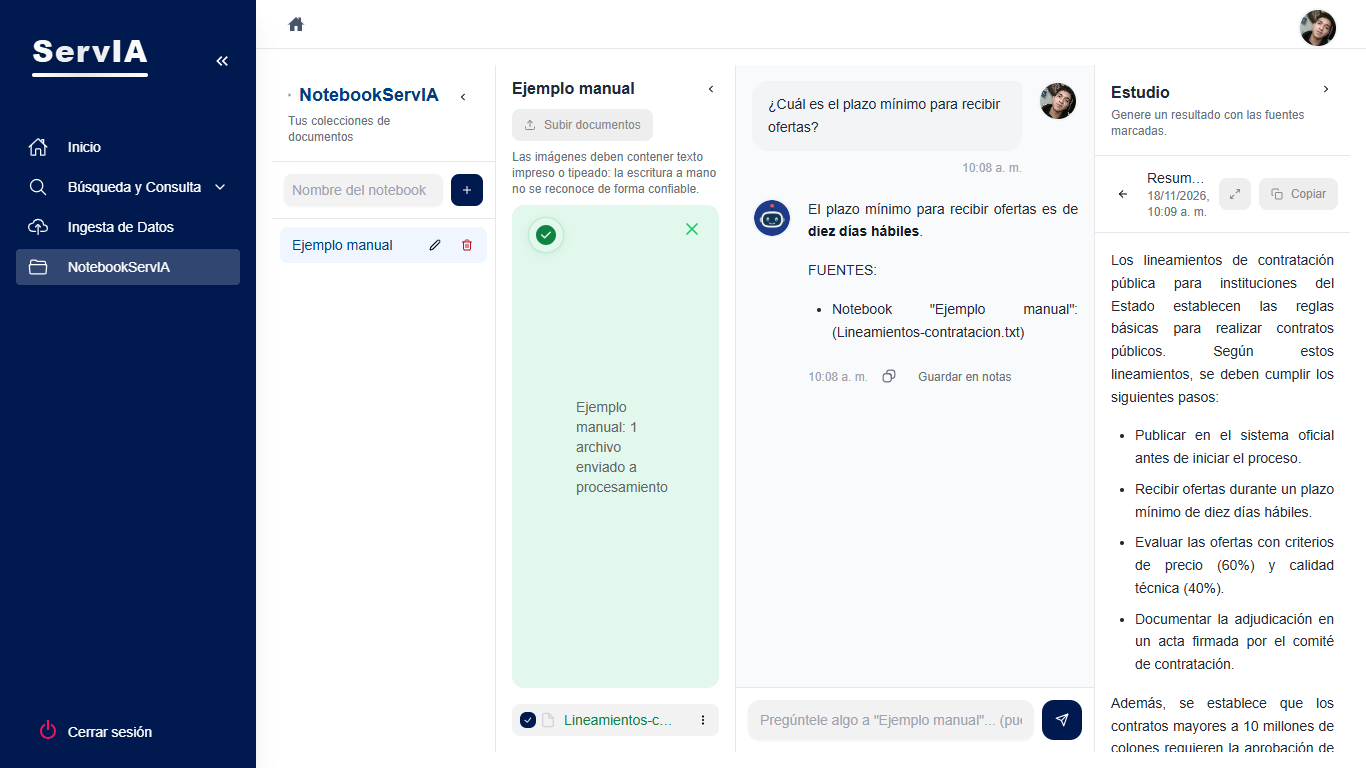 ServIA
Inicio
Búsqueda y Consulta
Ingesta de Datos
NotebookServIA
Cerrar sesión
NotebookServIA
Tus colecciones de
documentos
Nombre del notebook
+
Ejemplo manual
Ejemplo manual
Subir documentos
Las imágenes deben contener texto
impreso o tipeado: la escritura a mano
no se reconoce de forma confiable.
Ejemplo
manual: 1
archivo
enviado a
procesamiento
Lineamientos-c...
¿Cuál es el plazo mínimo para recibir
ofertas?
10:08 a. m.
El plazo mínimo para recibir ofertas es de
diez días hábiles.
FUENTES:
• Notebook "Ejemplo manual":
(Lineamientos-contratacion.txt)
10:08 a. m.
Guardar en notas
Pregúntele algo a "Ejemplo manual"... (pue
Estudio
Genere un resultado con las fuentes
marcadas.
Resum...
18/11/2026,
10:09 a. m.
Copiar
Los lineamientos de contratación
pública para instituciones del
Estado establecen las reglas
básicas para realizar contratos
públicos. Según estos
lineamientos, se deben cumplir los
siguientes pasos:
• Publicar en el sistema oficial
antes de iniciar el proceso.
• Recibir ofertas durante un plazo
mínimo de diez días hábiles.
• Evaluar las ofertas con criterios
de precio (60%) y calidad
técnica (40%).
• Documentar la adjudicación en
un acta firmada por el comité
de contratación.
Además, se establece que los
contratos mayores a 10 millones de
colones requieren la aprobación de